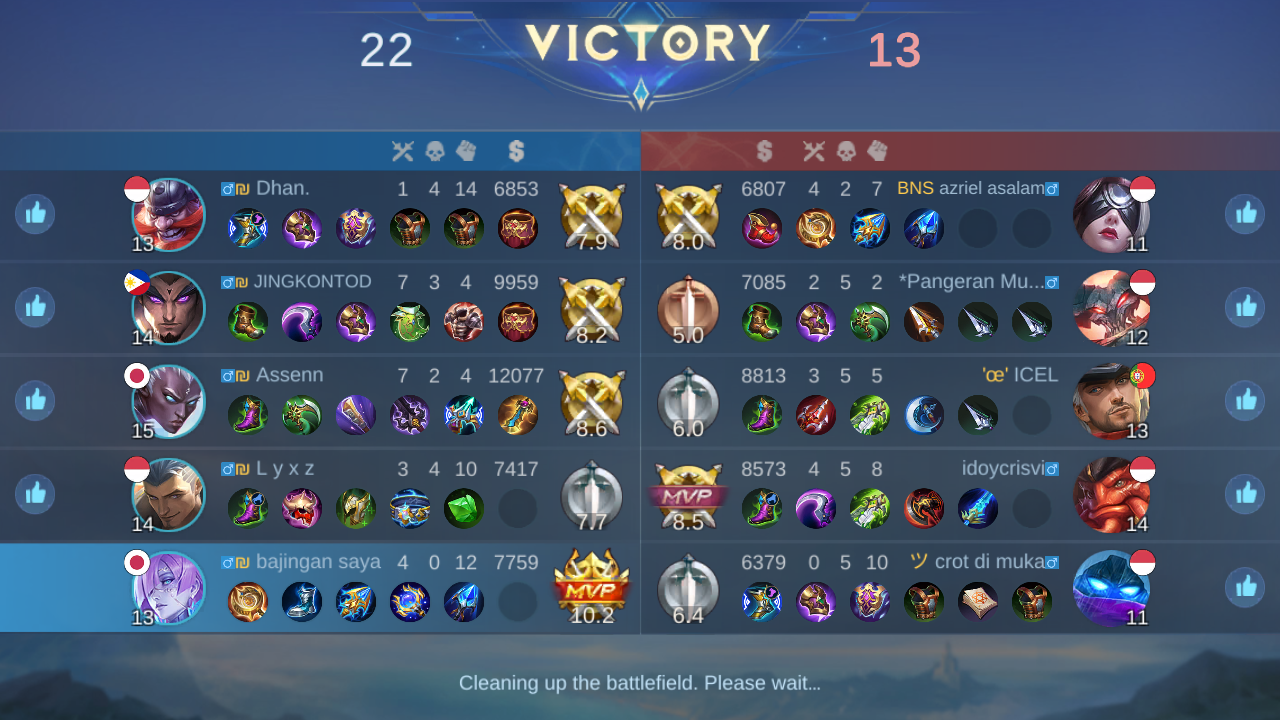 22 VICTORY 13
Dhan. 1 4 14 6853
13 7.9
6807 4 2 7 BNS azriel asalam
8.0 11
JINGKONTOD 7 3 4 9959
14 8.2
7085 2 5 2 *Pangeran Mu...
5.0 12
Assenn 7 2 4 12077
15 8.6
8813 3 5 5 'œ' ICEL
6.0 13
L y x z 3 4 10 7417
14 7.7
8573 4 5 8 idoycrisvi
MVP
8.5 14
bajingan saya 4 0 12 7759
MVP
13 10.2
6379 0 5 10 ツ crot di muka
6.4 11
Cleaning up the battlefield. Please wait...